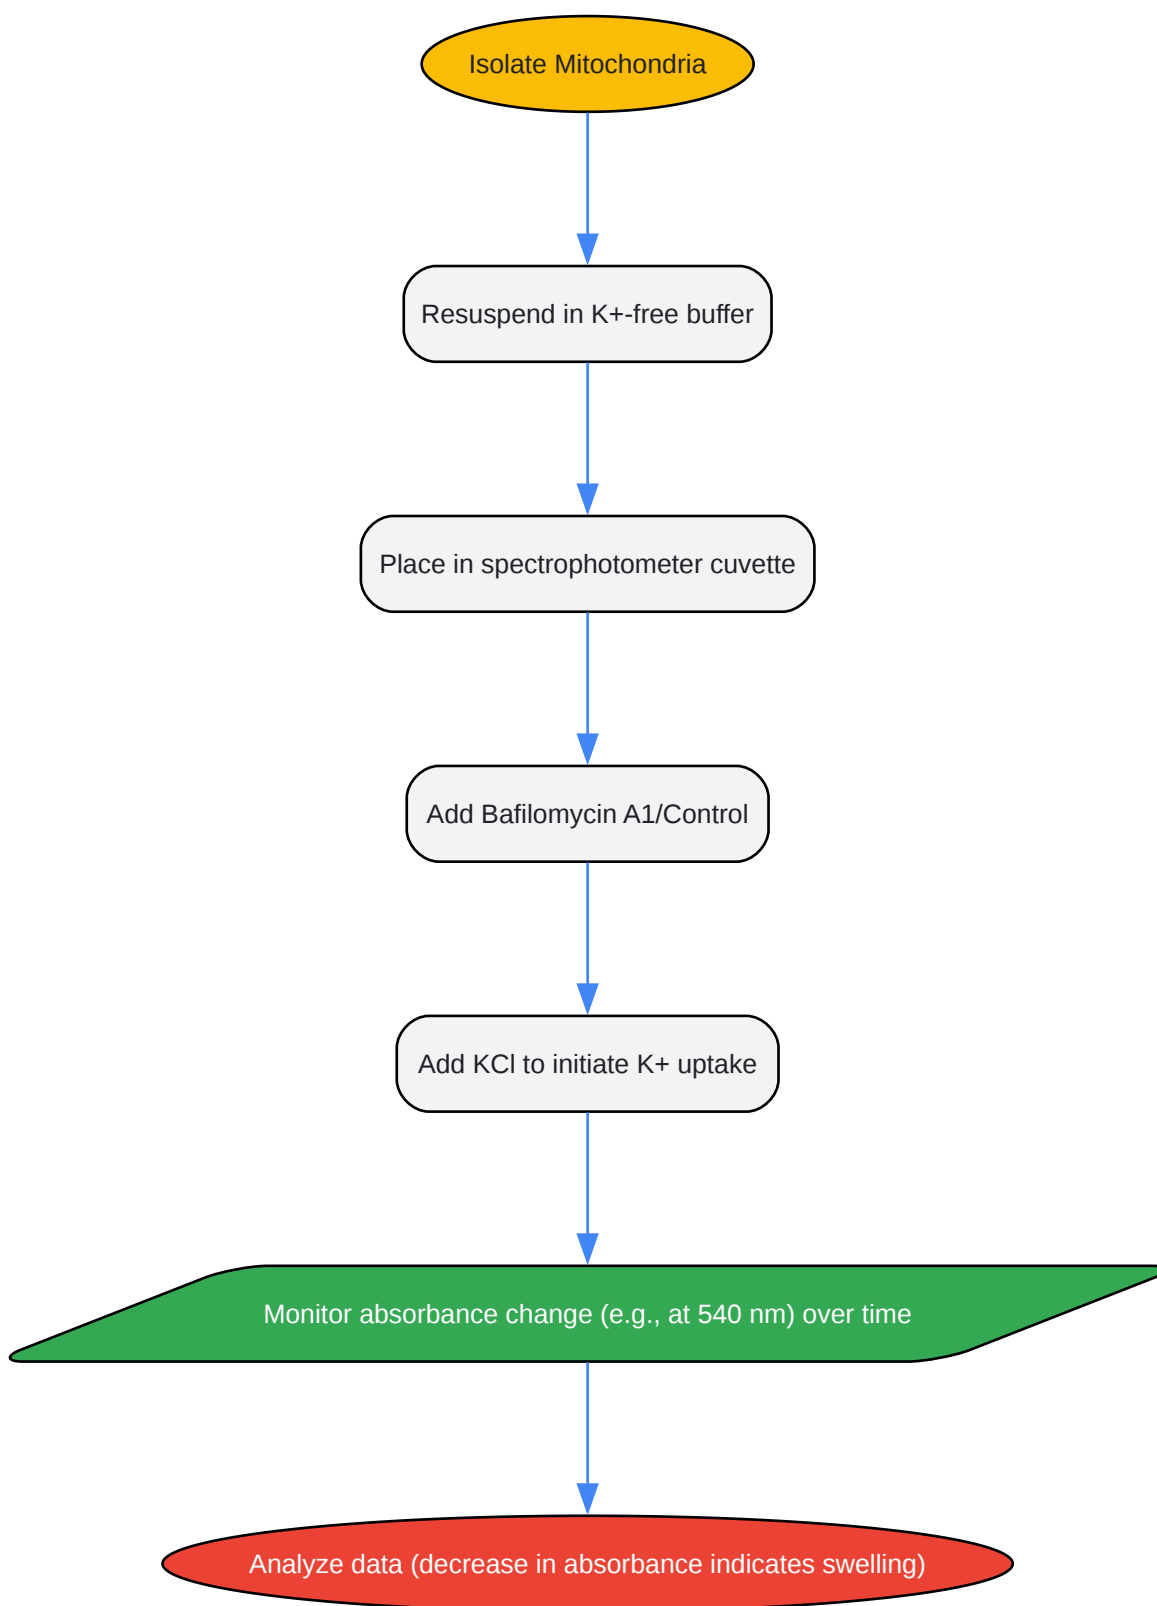 Isolate Mitochondria
Resuspend in K+-free buffer
Place in spectrophotometer cuvette
Add Bafilomycin A1/Control
Add KCl to initiate K+ uptake
Monitor absorbance change (e.g., at 540 nm) over time
Analyze data (decrease in absorbance indicates swelling)